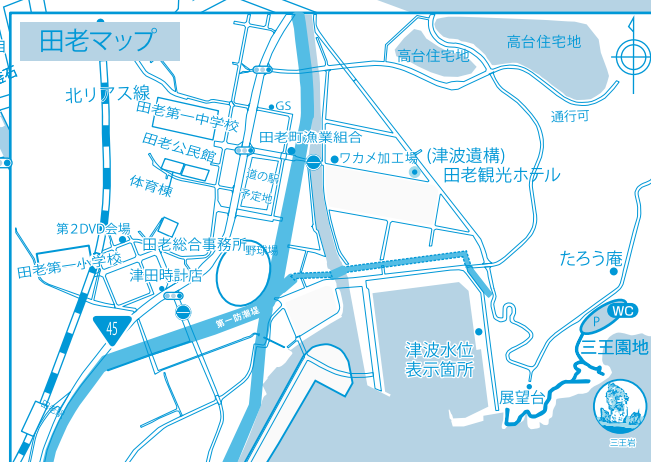 田老マップ
高台住宅地
高台住宅地
北リアス線
GS
田老第一中学校
通行可
田老町漁業組合
田老公民館
ワカメ加工場
(津波遺構)
田老観光ホテル
道の駅
予定地
体育棟
第2DVD会場
田老総合事務所
野球場
田老第一小学校
津田時計店
たろう庵
45
第一防潮堤
WC
P
三王園地
津波水位
表示箇所
展望台
三王岩